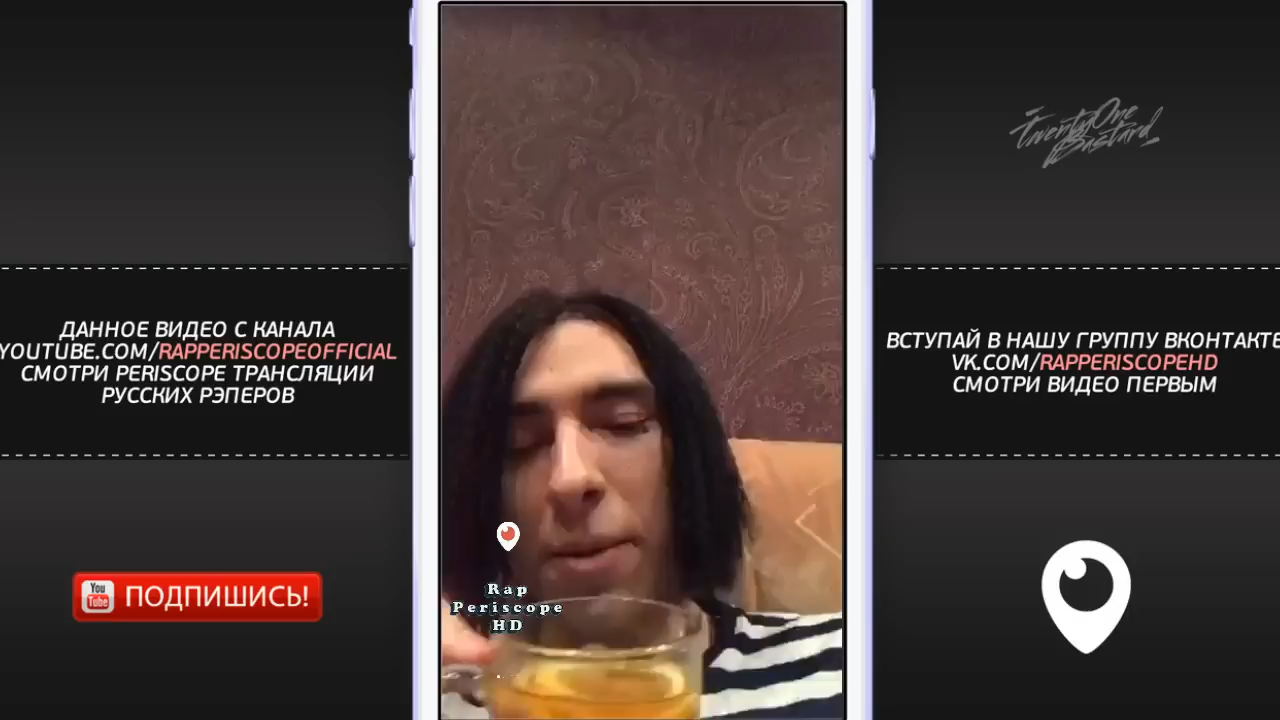 ДАННОЕ ВИДЕО С КАНАЛА
YOUTUBE.COM/RAPPERISCOPEOFFICIAL
СМОТРИ PERISCOPE ТРАНСЛЯЦИИ
РУССКИХ РЭПЕРОВ
You
Tube
ПОДПИШИСЬ!
Rap
Periscope
HD
TwentyOne
Bastard
ВСТУПАЙ В НАШУ ГРУППУ ВКОНТАКТЕ
VK.COM/RAPPERISCOPEHD
СМОТРИ ВИДЕО ПЕРВЫМ